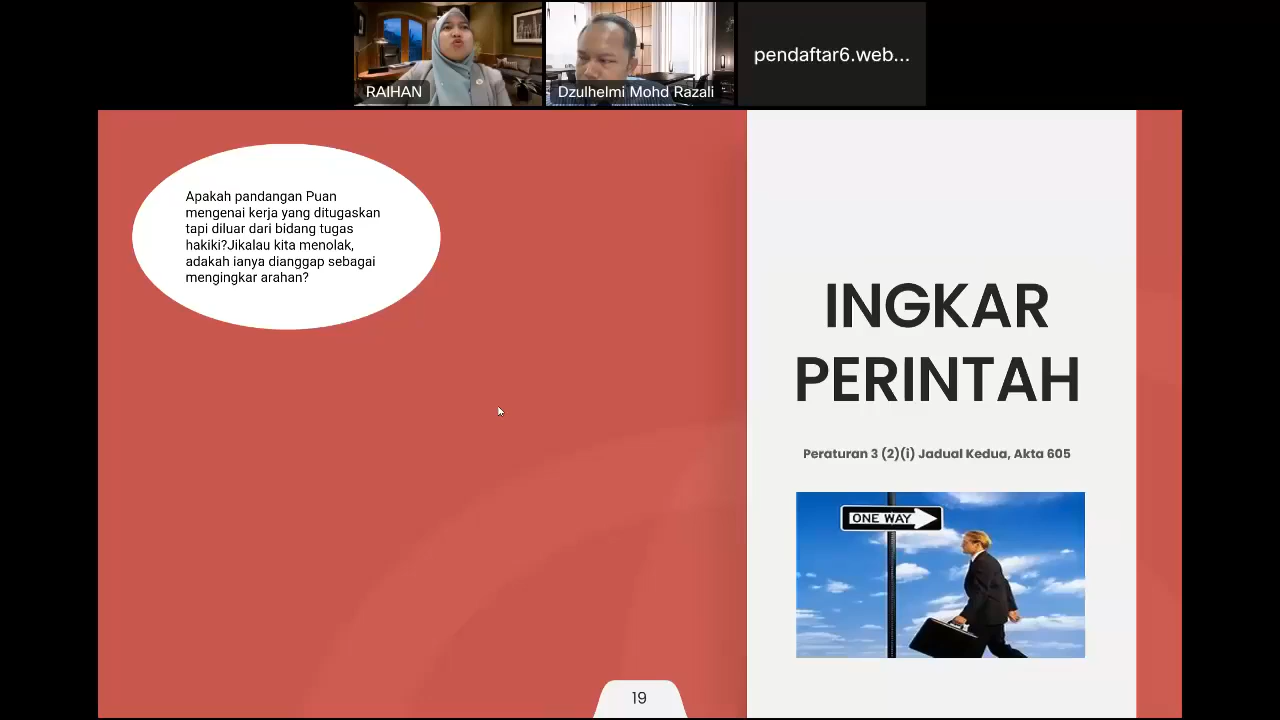 RAIHAN
Dzulhelmi Mohd Razali
pendaftar6.web...
Apakah pandangan Puan
mengenai kerja yang ditugaskan
tapi diluar dari bidang tugas
hakiki?Jikalau kita menolak,
adakah ianya dianggap sebagai
mengingkar arahan?
INGKAR
PERINTAH
Peraturan 3 (2)(i) Jadual Kedua, Akta 605
ONE WAY
19